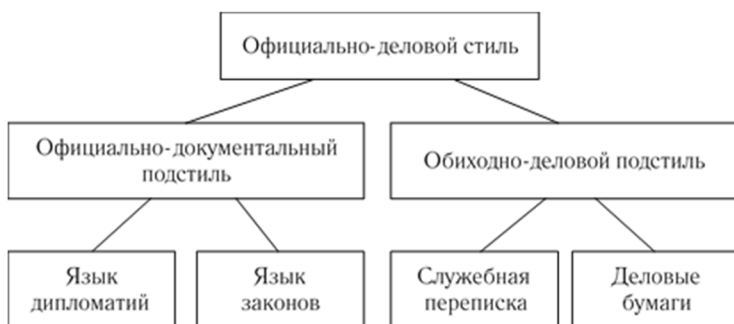 Официально-деловой стиль
Официально-документальный
подстиль
Обиходно-деловой подстиль
Язык
дипломатий
Язык
законов
Служебная
переписка
Деловые
бумаги